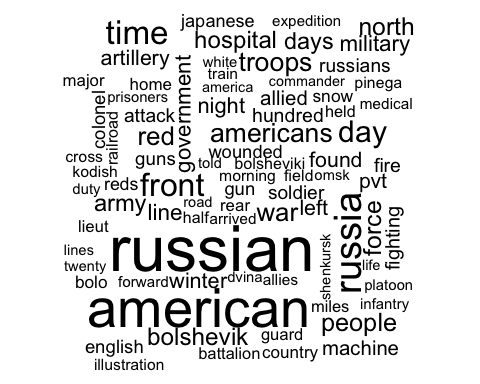 japanese expedition
time north
hospital days military
artillery
white troops russians
train
major home government america commander pinega
prisoners
colonel night allied snow medical
attack hundred held
railroad red americans day
cross guns wounded
told bolsheviki found fire
kodish
morning field omsk
duty reds front gun soldier pvt
army road rear
line war left russia force fighting
half arrived
lieut
russian
lines shenkursk
twenty life
bolo forward winter dvina allies platoon
american miles infantry
people
bolshevik guard
english machine
battalion country
illustration